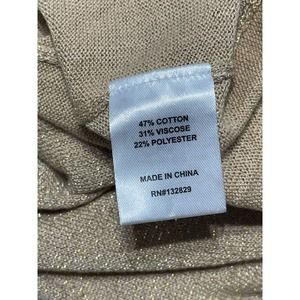 47% COTTON
31% VISCOSE
22% POLYESTER
MADE IN CHINA
RN#132829